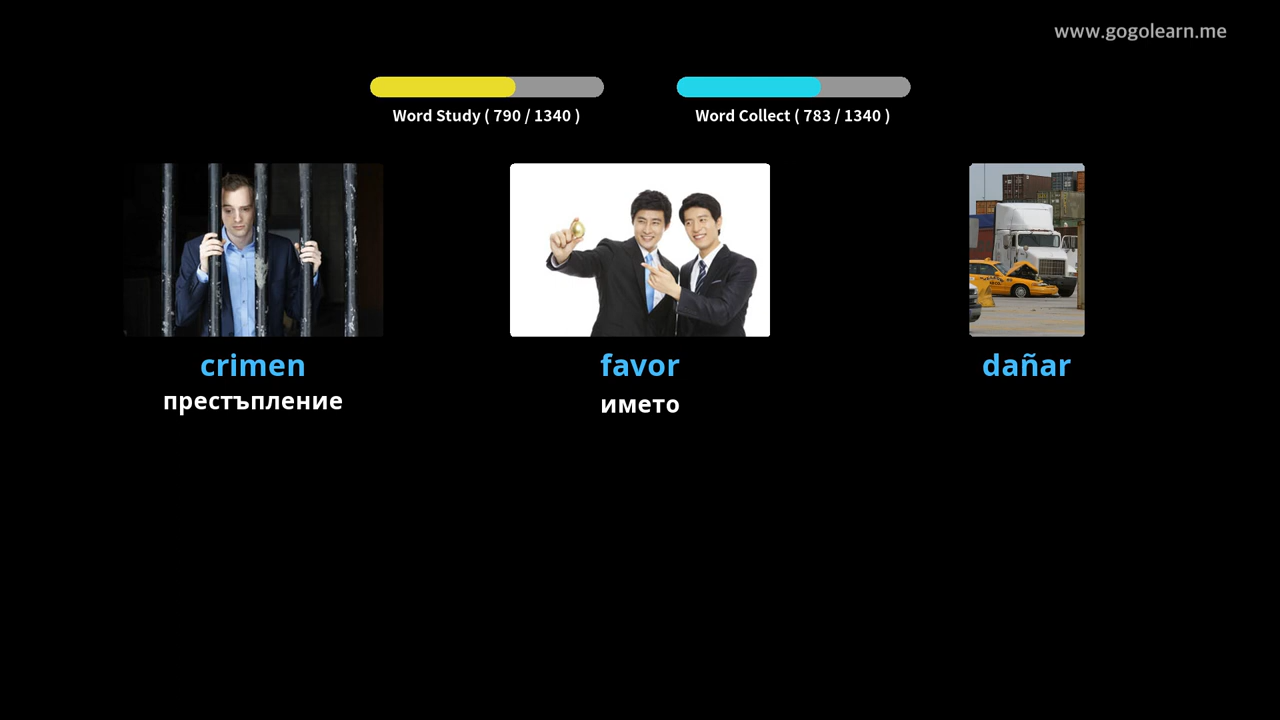 www.gogolearn.me
Word Study ( 790 / 1340 )
Word Collect ( 783 / 1340 )
crimen
престъпление
favor
името
dañar